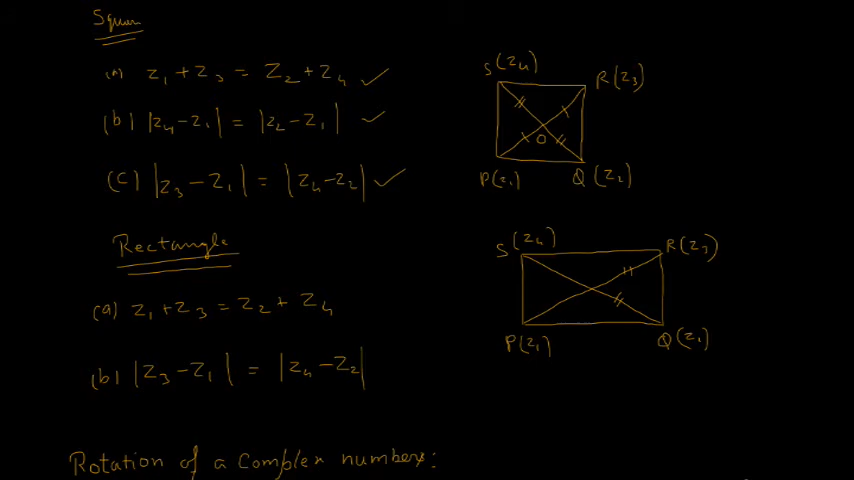 Square
(a) z₁ + z₃ = z₂ + z₄
(b) |z₄ - z₁| = |z₂ - z₁|
(c) |z₃ - z₁| = |z₄ - z₂|
S(z₄)
R(z₃)
O
P(z₁)
Q(z₂)
Rectangle
(a) z₁ + z₃ = z₂ + z₄
(b) |z₃ - z₁| = |z₄ - z₂|
S(z₄)
R(z₃)
P(z₁)
Q(z₁)
Rotation of a complex numbers: